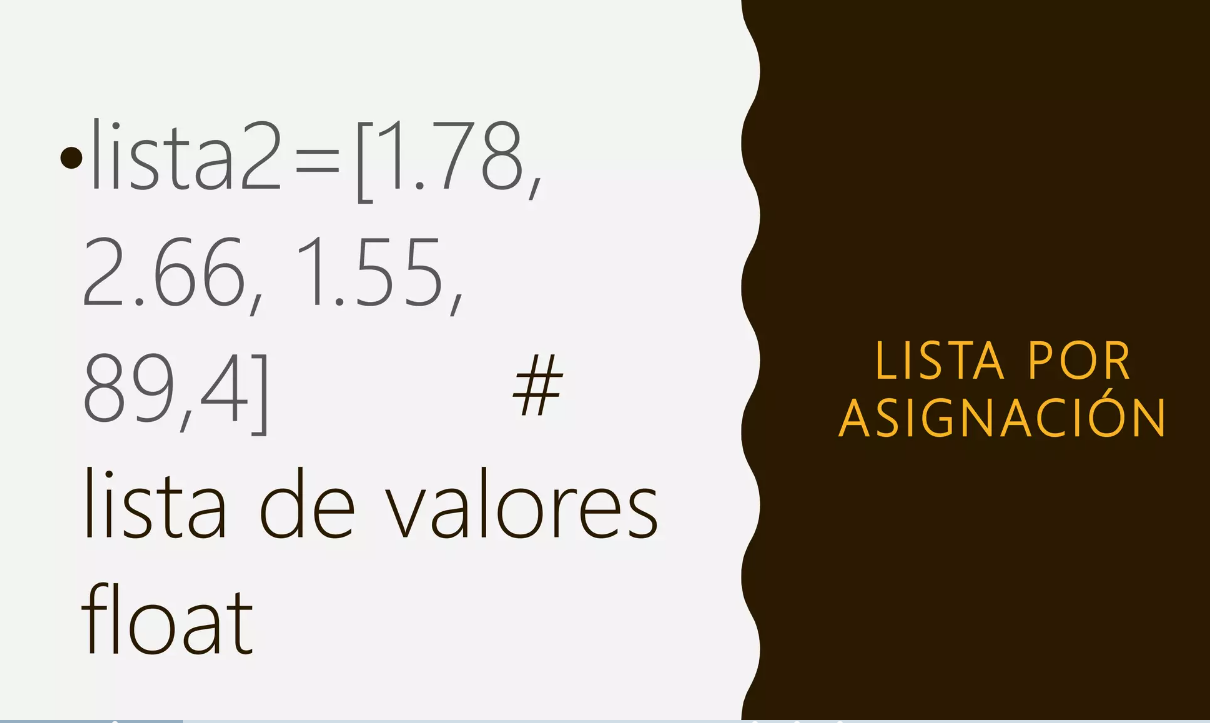 •lista2=[1.78,
2.66, 1.55,
89,4] #
lista de valores
float
LISTA POR
ASIGNACIÓN